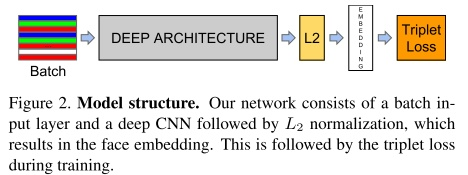 DEEP ARCHITECTURE
L2
EMBEDDING
Triplet
Loss
Batch
Figure 2. Model structure. Our network consists of a batch in-
put layer and a deep CNN followed by L2 normalization, which
results in the face embedding. This is followed by the triplet loss
during training.